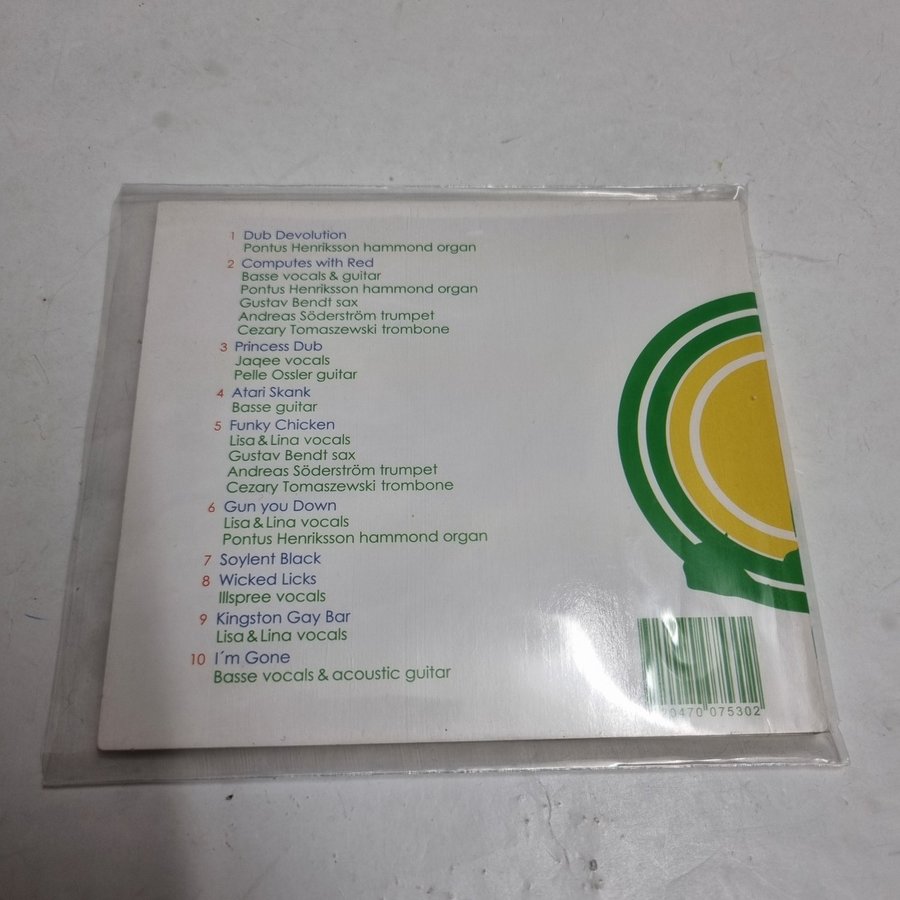 1 Dub Devolution
Pontus Henriksson hammond organ
2 Computes with Red
Basse vocals & guitar
Pontus Henriksson hammond organ
Gustav Bendt sax
Andreas Söderström trumpet
Cezary Tomaszewski trombone
3 Princess Dub
Jaqee vocals
Pelle Ossler guitar
4 Atari Skank
Basse guitar
5 Funky Chicken
Lisa & Lina vocals
Gustav Bendt sax
Andreas Söderström trumpet
Cezary Tomaszewski trombone
6 Gun you Down
Lisa & Lina vocals
Pontus Henriksson hammond organ
7 Soylent Black
8 Wicked Licks
Illspree vocals
9 Kingston Gay Bar
Lisa & Lina vocals
10 I´m Gone
Basse vocals & acoustic guitar
075302